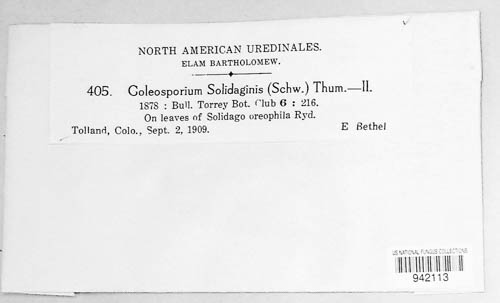 NORTH AMERICAN UREDINALES.
ELAM BARTHOLOMEW.
405. Coleosporium Solidaginis (Schw.) Thum.—II.
1878 : Bull. Torrey Bot. Club 6 : 216.
On leaves of Solidago oreophila Ryd.
Tolland, Colo., Sept. 2, 1909. E Bethel
US NATIONAL FUNGUS COLLECTIONS
942113